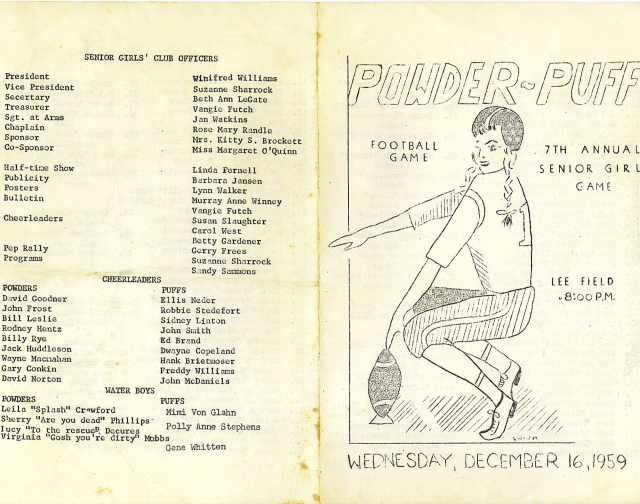 SENIOR GIRLS' CLUB OFFICERS
President Winifred Williams
Vice President Suzanne Sharrock
Secertary Beth Ann LeGate
Treasurer Vangie Futch
Sgt. at Arms Jan Watkins
Chaplain Rose Mary Randle
Sponsor Mrs. Kitty S. Brockett
Co-Sponsor Miss Margaret O'Quinn
Half-time Show Linda Parnell
Publicity Barbara Jansen
Posters Lynn Walker
Bulletin Murray Anne Winney
Vangie Futch
Cheerleaders Susan Slaughter
Carol West
Betty Gardener
Pep Rally Gerry Frees
Programs Suzanne Sharrock
Sandy Sammons
CHEERLEADERS
POWDERS PUFFS
David Goodner Ellis Neder
John Frost Robbie Stedefort
Bill Leslie Sidney Linton
Rodney Hentz John Smith
Billy Rye Ed Brand
Jack Huddleson Dwayne Copeland
Wayne Macmahan Hank Brietmoser
Gary Conkin Freddy Williams
David Norton John McDaniels
WATER BOYS
POWDERS PUFFS
Leila "Splash" Crawford Mimi Von Glahn
Sherry "Are you dead" Phillips Polly Anne Stephens
Lucy "To the rescue" Decures
Virginia "Gosh you're dirty" Mobbs
Gene Whitten
POWDER-PUFF
FOOTBALL
GAME
7TH ANNUAL
SENIOR GIRL
GAME
LEE FIELD
8:00 P.M.
WEDNESDAY, DECEMBER 16, 1959